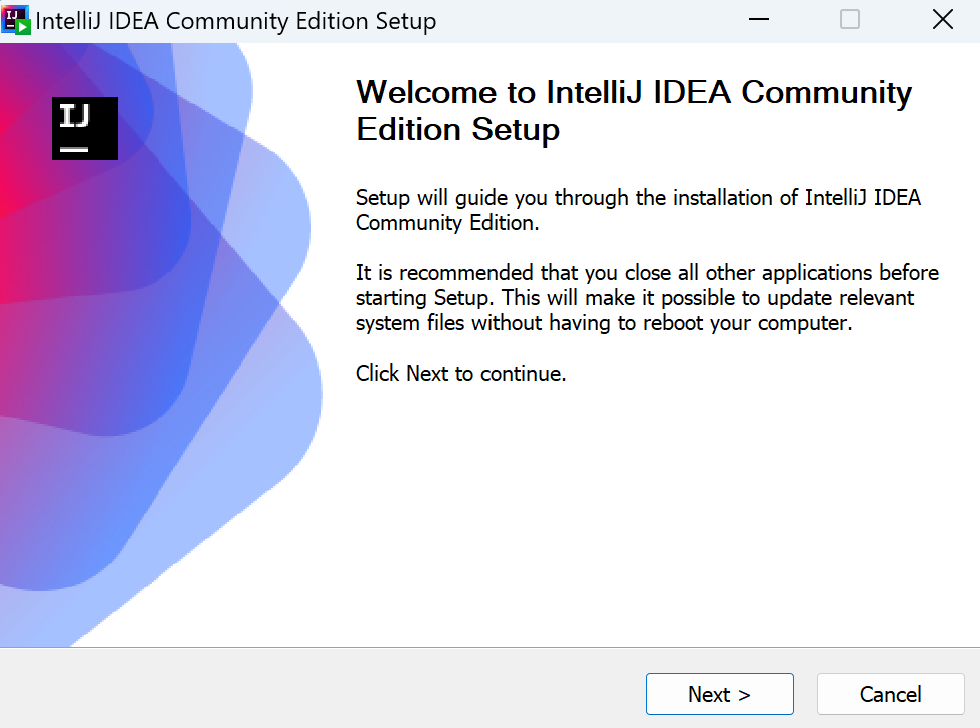 IntelliJ IDEA Community Edition Setup
IJ
Welcome to IntelliJ IDEA Community
Edition Setup
Setup will guide you through the installation of IntelliJ IDEA
Community Edition.
It is recommended that you close all other applications before
starting Setup. This will make it possible to update relevant
system files without having to reboot your computer.
Click Next to continue.
Next >
Cancel